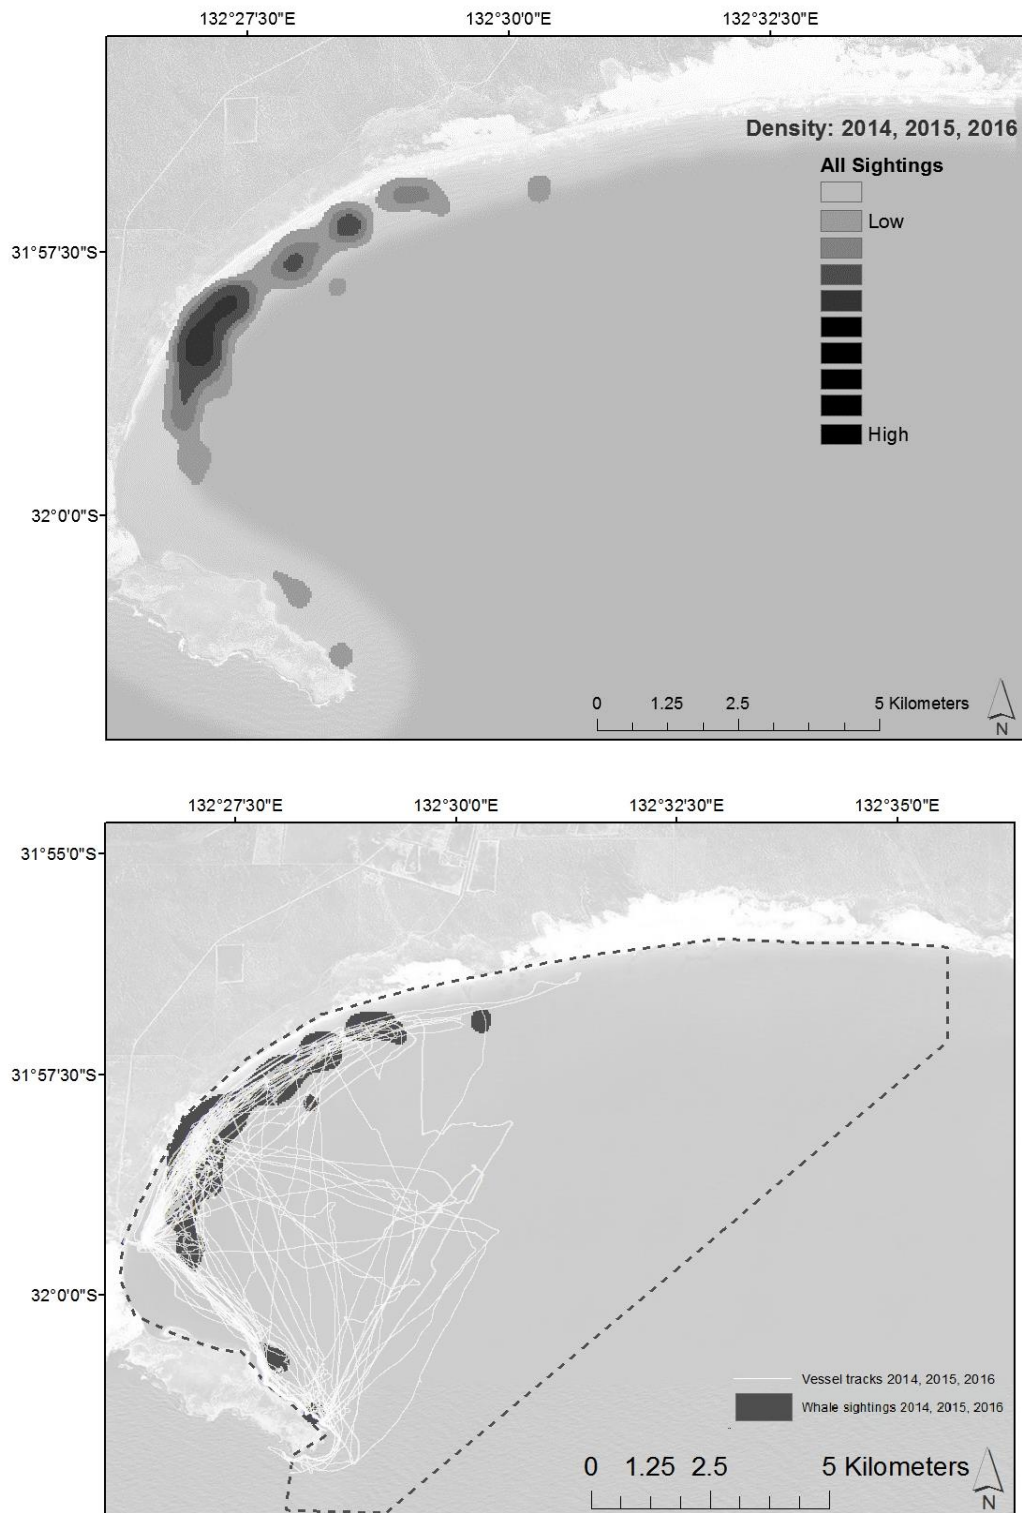 132°27'30"E 132°30'0"E 132°32'30"E
Density: 2014, 2015, 2016
All Sightings
Low
31°57'30"S
High
32°0'0"S
0 1.25 2.5 5 Kilometers
N
132°27'30"E 132°30'0"E 132°32'30"E 132°35'0"E
31°55'0"S
31°57'30"S
32°0'0"S
Vessel tracks 2014, 2015, 2016
Whale sightings 2014, 2015, 2016
0 1.25 2.5 5 Kilometers
N